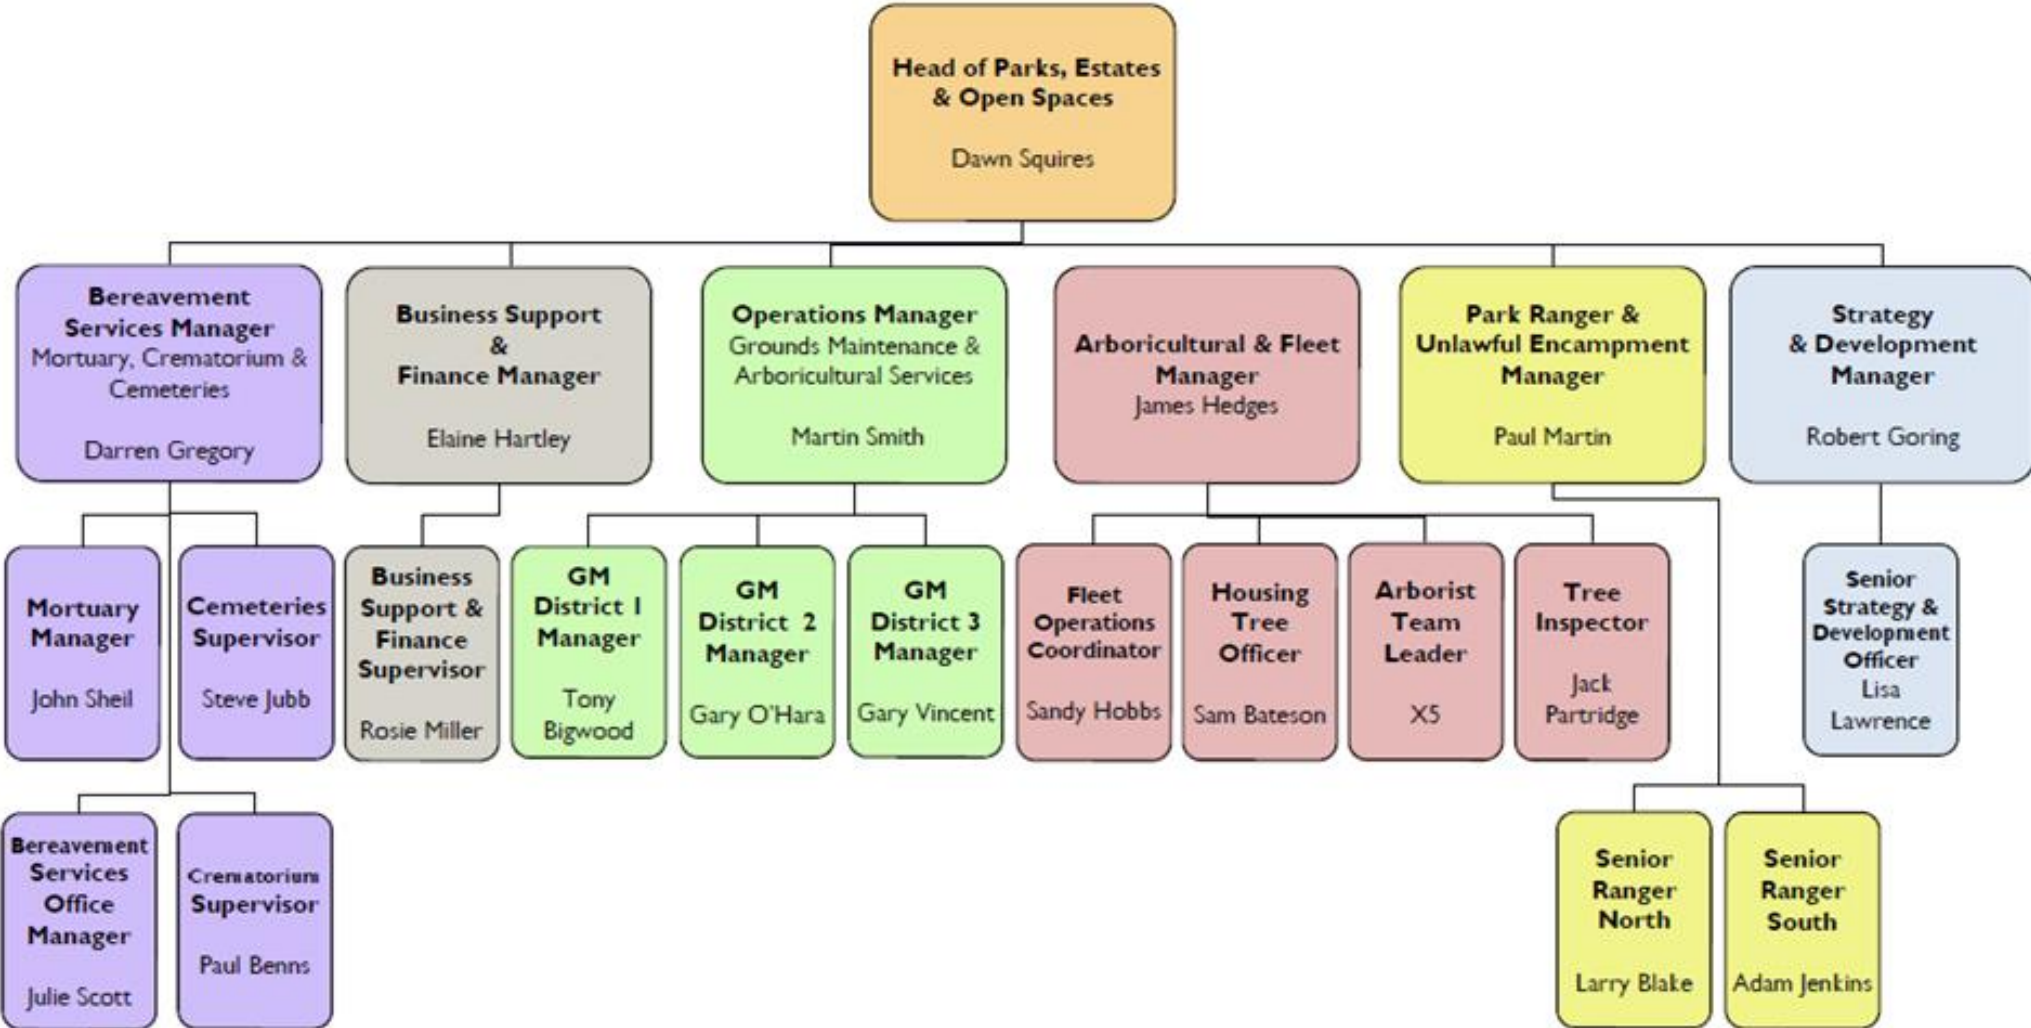 Head of Parks, Estates
& Open Spaces
Dawn Squires
Bereavement
Services Manager
Mortuary, Crematorium &
Cemeteries
Darren Gregory
Business Support
&
Finance Manager
Elaine Hartley
Operations Manager
Grounds Maintenance &
Arboricultural Services
Martin Smith
Arboricultural & Fleet
Manager
James Hedges
Park Ranger &
Unlawful Encampment
Manager
Paul Martin
Strategy
& Development
Manager
Robert Goring
Mortuary
Manager
John Sheil
Cemeteries
Supervisor
Steve Jubb
Business
Support &
Finance
Supervisor
Rosie Miller
GM
District 1
Manager
Tony
Bigwood
GM
District 2
Manager
Gary O'Hara
GM
District 3
Manager
Gary Vincent
Fleet
Operations
Coordinator
Sandy Hobbs
Housing
Tree
Officer
Sam Bateson
Arborist
Team
Leader
X5
Tree
Inspector
Jack
Partridge
Senior
Strategy &
Development
Officer
Lisa
Lawrence
Bereavement
Services
Office
Manager
Julie Scott
Crematorium
Supervisor
Paul Benns
Senior
Ranger
North
Larry Blake
Senior
Ranger
South
Adam Jenkins